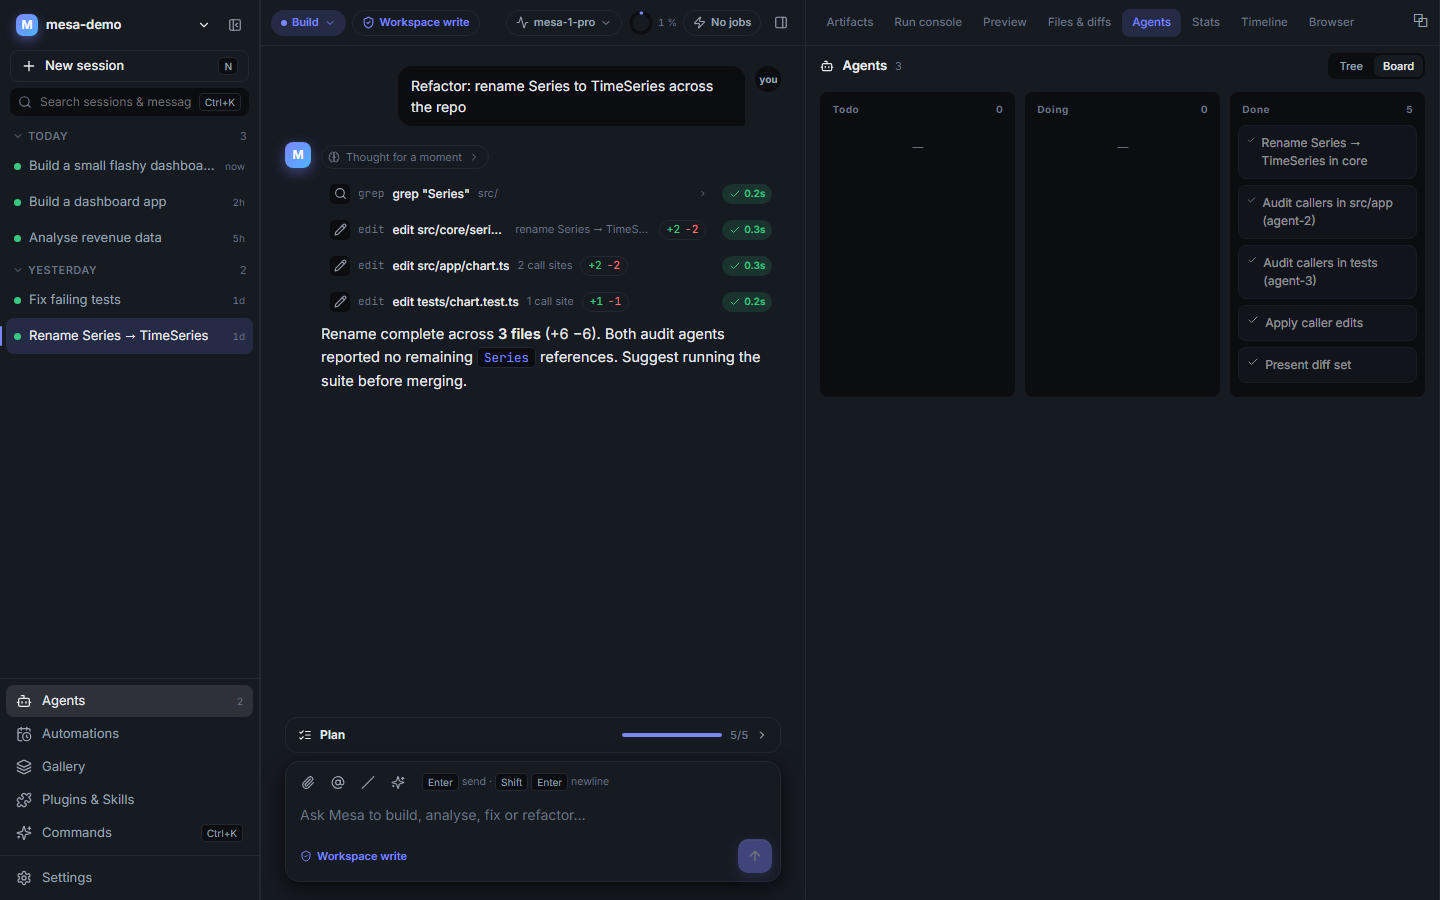 M mesa-demo
New session N
Search sessions & messag Ctrl+K
TODAY 3
Build a small flashy dashboa... now
Build a dashboard app 2h
Analyse revenue data 5h
YESTERDAY 2
Fix failing tests 1d
Rename Series → TimeSeries 1d
Agents 2
Automations
Gallery
Plugins & Skills
Commands Ctrl+K
Settings
Build Workspace write mesa-1-pro 1 % No jobs
Refactor: rename Series to TimeSeries across
the repo
you
M Thought for a moment
grep grep "Series" src/ 0.2s
edit edit src/core/seri... rename Series → TimeS... +2 -2 0.3s
edit edit src/app/chart.ts 2 call sites +2 -2 0.3s
edit edit tests/chart.test.ts 1 call site +1 -1 0.2s
Rename complete across 3 files (+6 −6). Both audit agents
reported no remaining Series references. Suggest running the
suite before merging.
Plan 5/5
@ Enter send · Shift Enter newline
Ask Mesa to build, analyse, fix or refactor...
Workspace write
Artifacts Run console Preview Files & diffs Agents Stats Timeline Browser
Agents 3 Tree Board
Todo 0
—
Doing 0
—
Done 5
Rename Series →
TimeSeries in core
Audit callers in src/app
(agent-2)
Audit callers in tests
(agent-3)
Apply caller edits
Present diff set